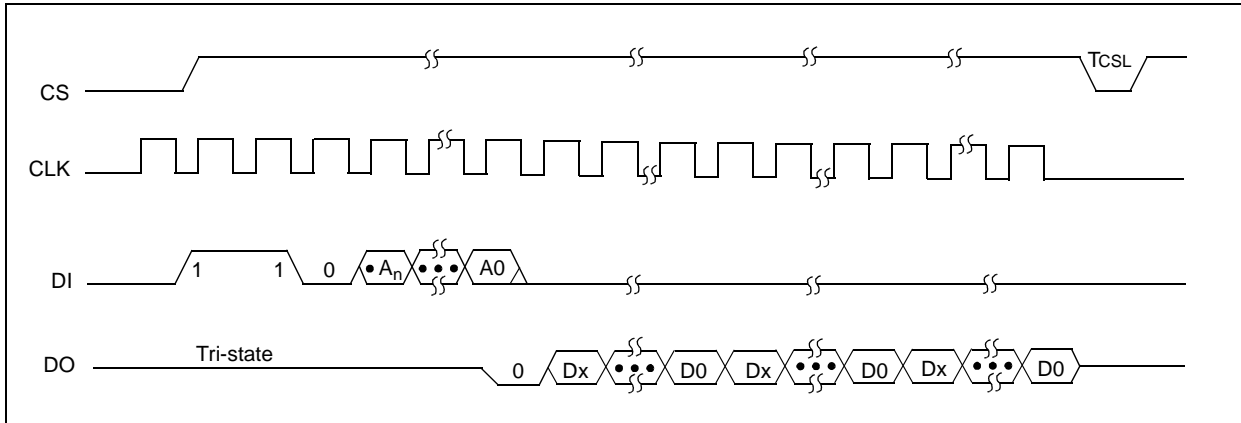 CS TCSL
CLK
DI 1 1 0 • An • • • A0
DO Tri-state 0 Dx • • • D0 Dx • • • D0 Dx • • • D0